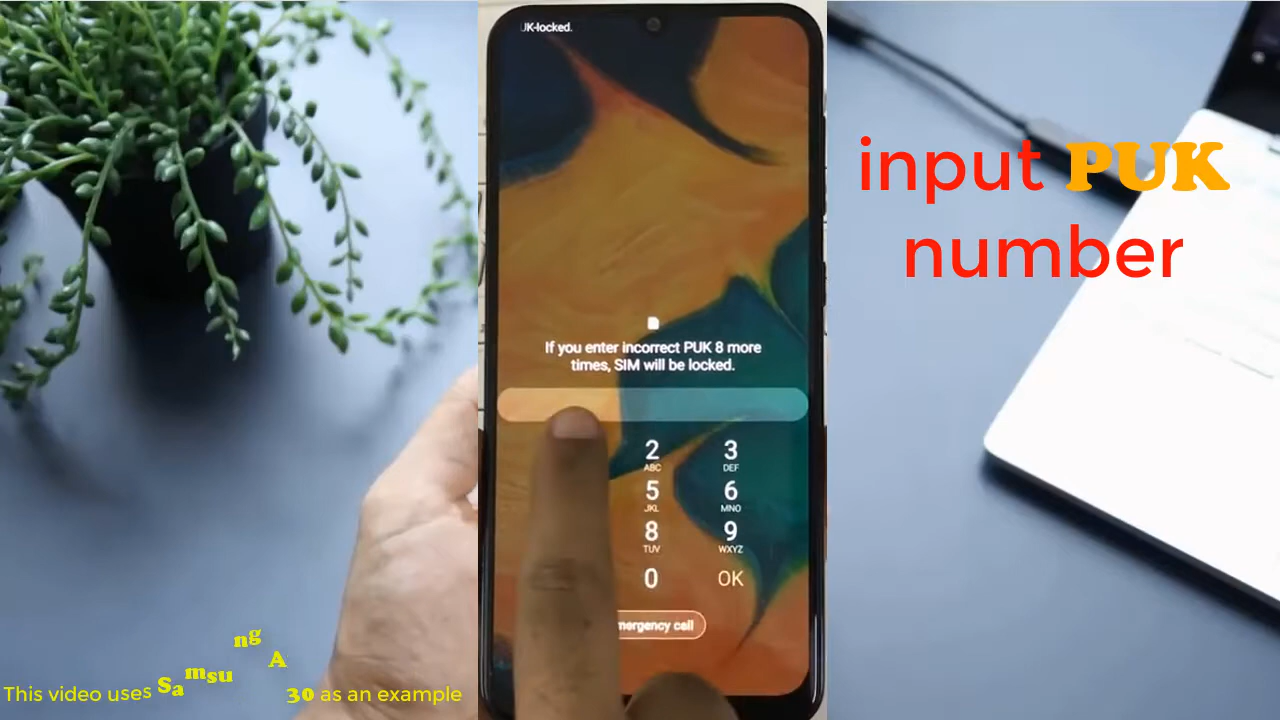 UK-locked.
If you enter incorrect PUK 8 more
times, SIM will be locked.
2 3
ABC DEF
5 6
JKL MNO
8 9
TUV WXYZ
0 OK
mergency call
input PUK
number
This video uses Samsung A 30 as an example